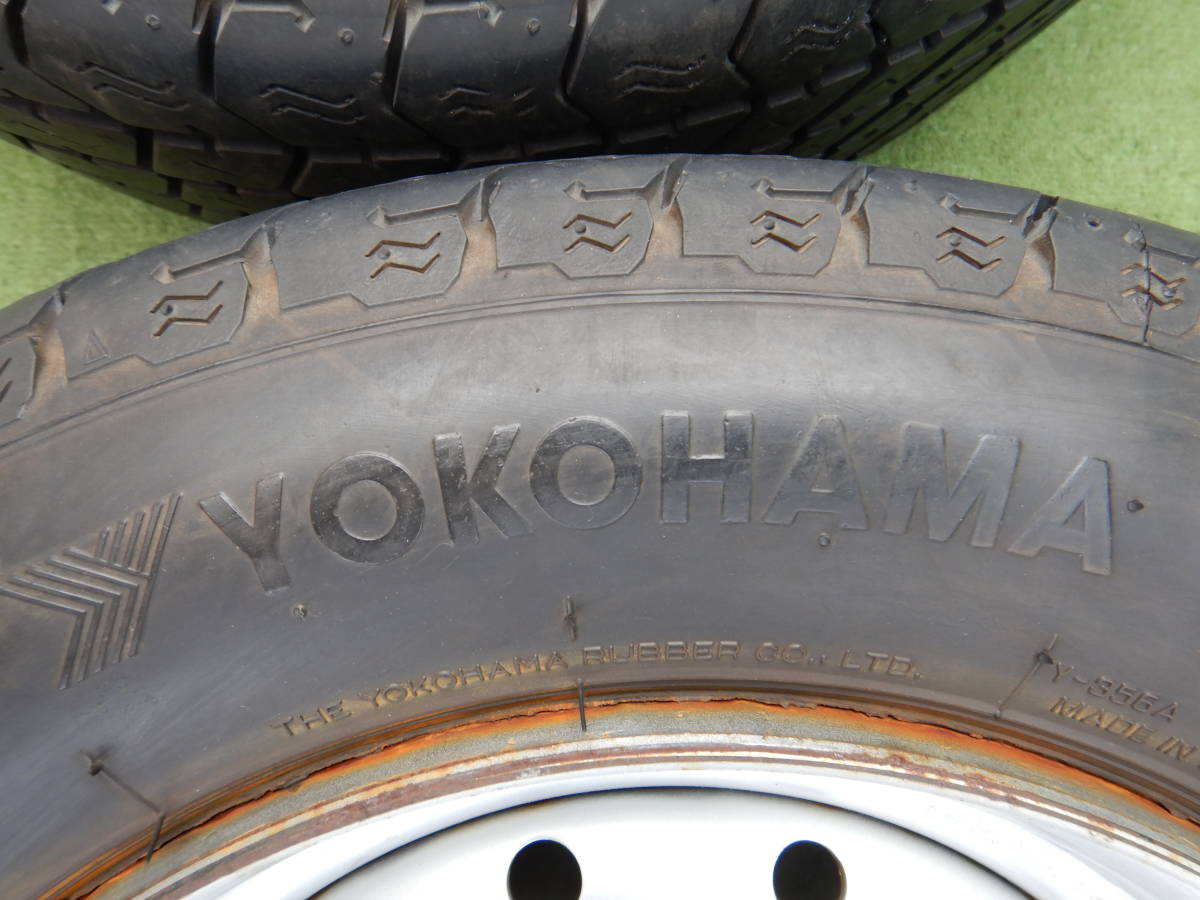 YOKOHAMA
THE YOKOHAMA RUBBER CO., LTD.
Y-356A
MADE IN